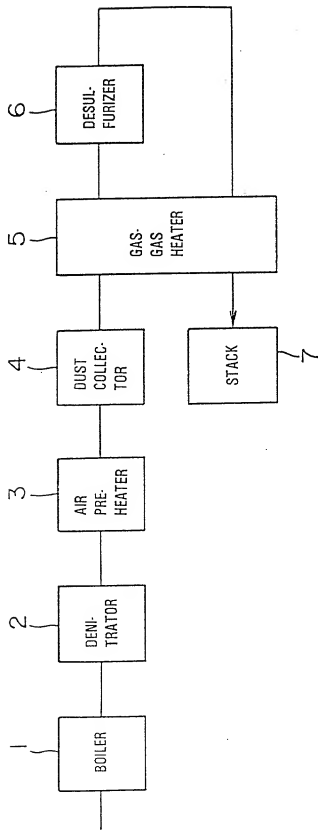 1
BOILER
2
DENI-
TRATOR
3
AIR
PRE-
HEATER
4
DUST
COLLEC-
TOR
5
GAS-
GAS
HEATER
6
DESUL-
FURIZER
STACK
7